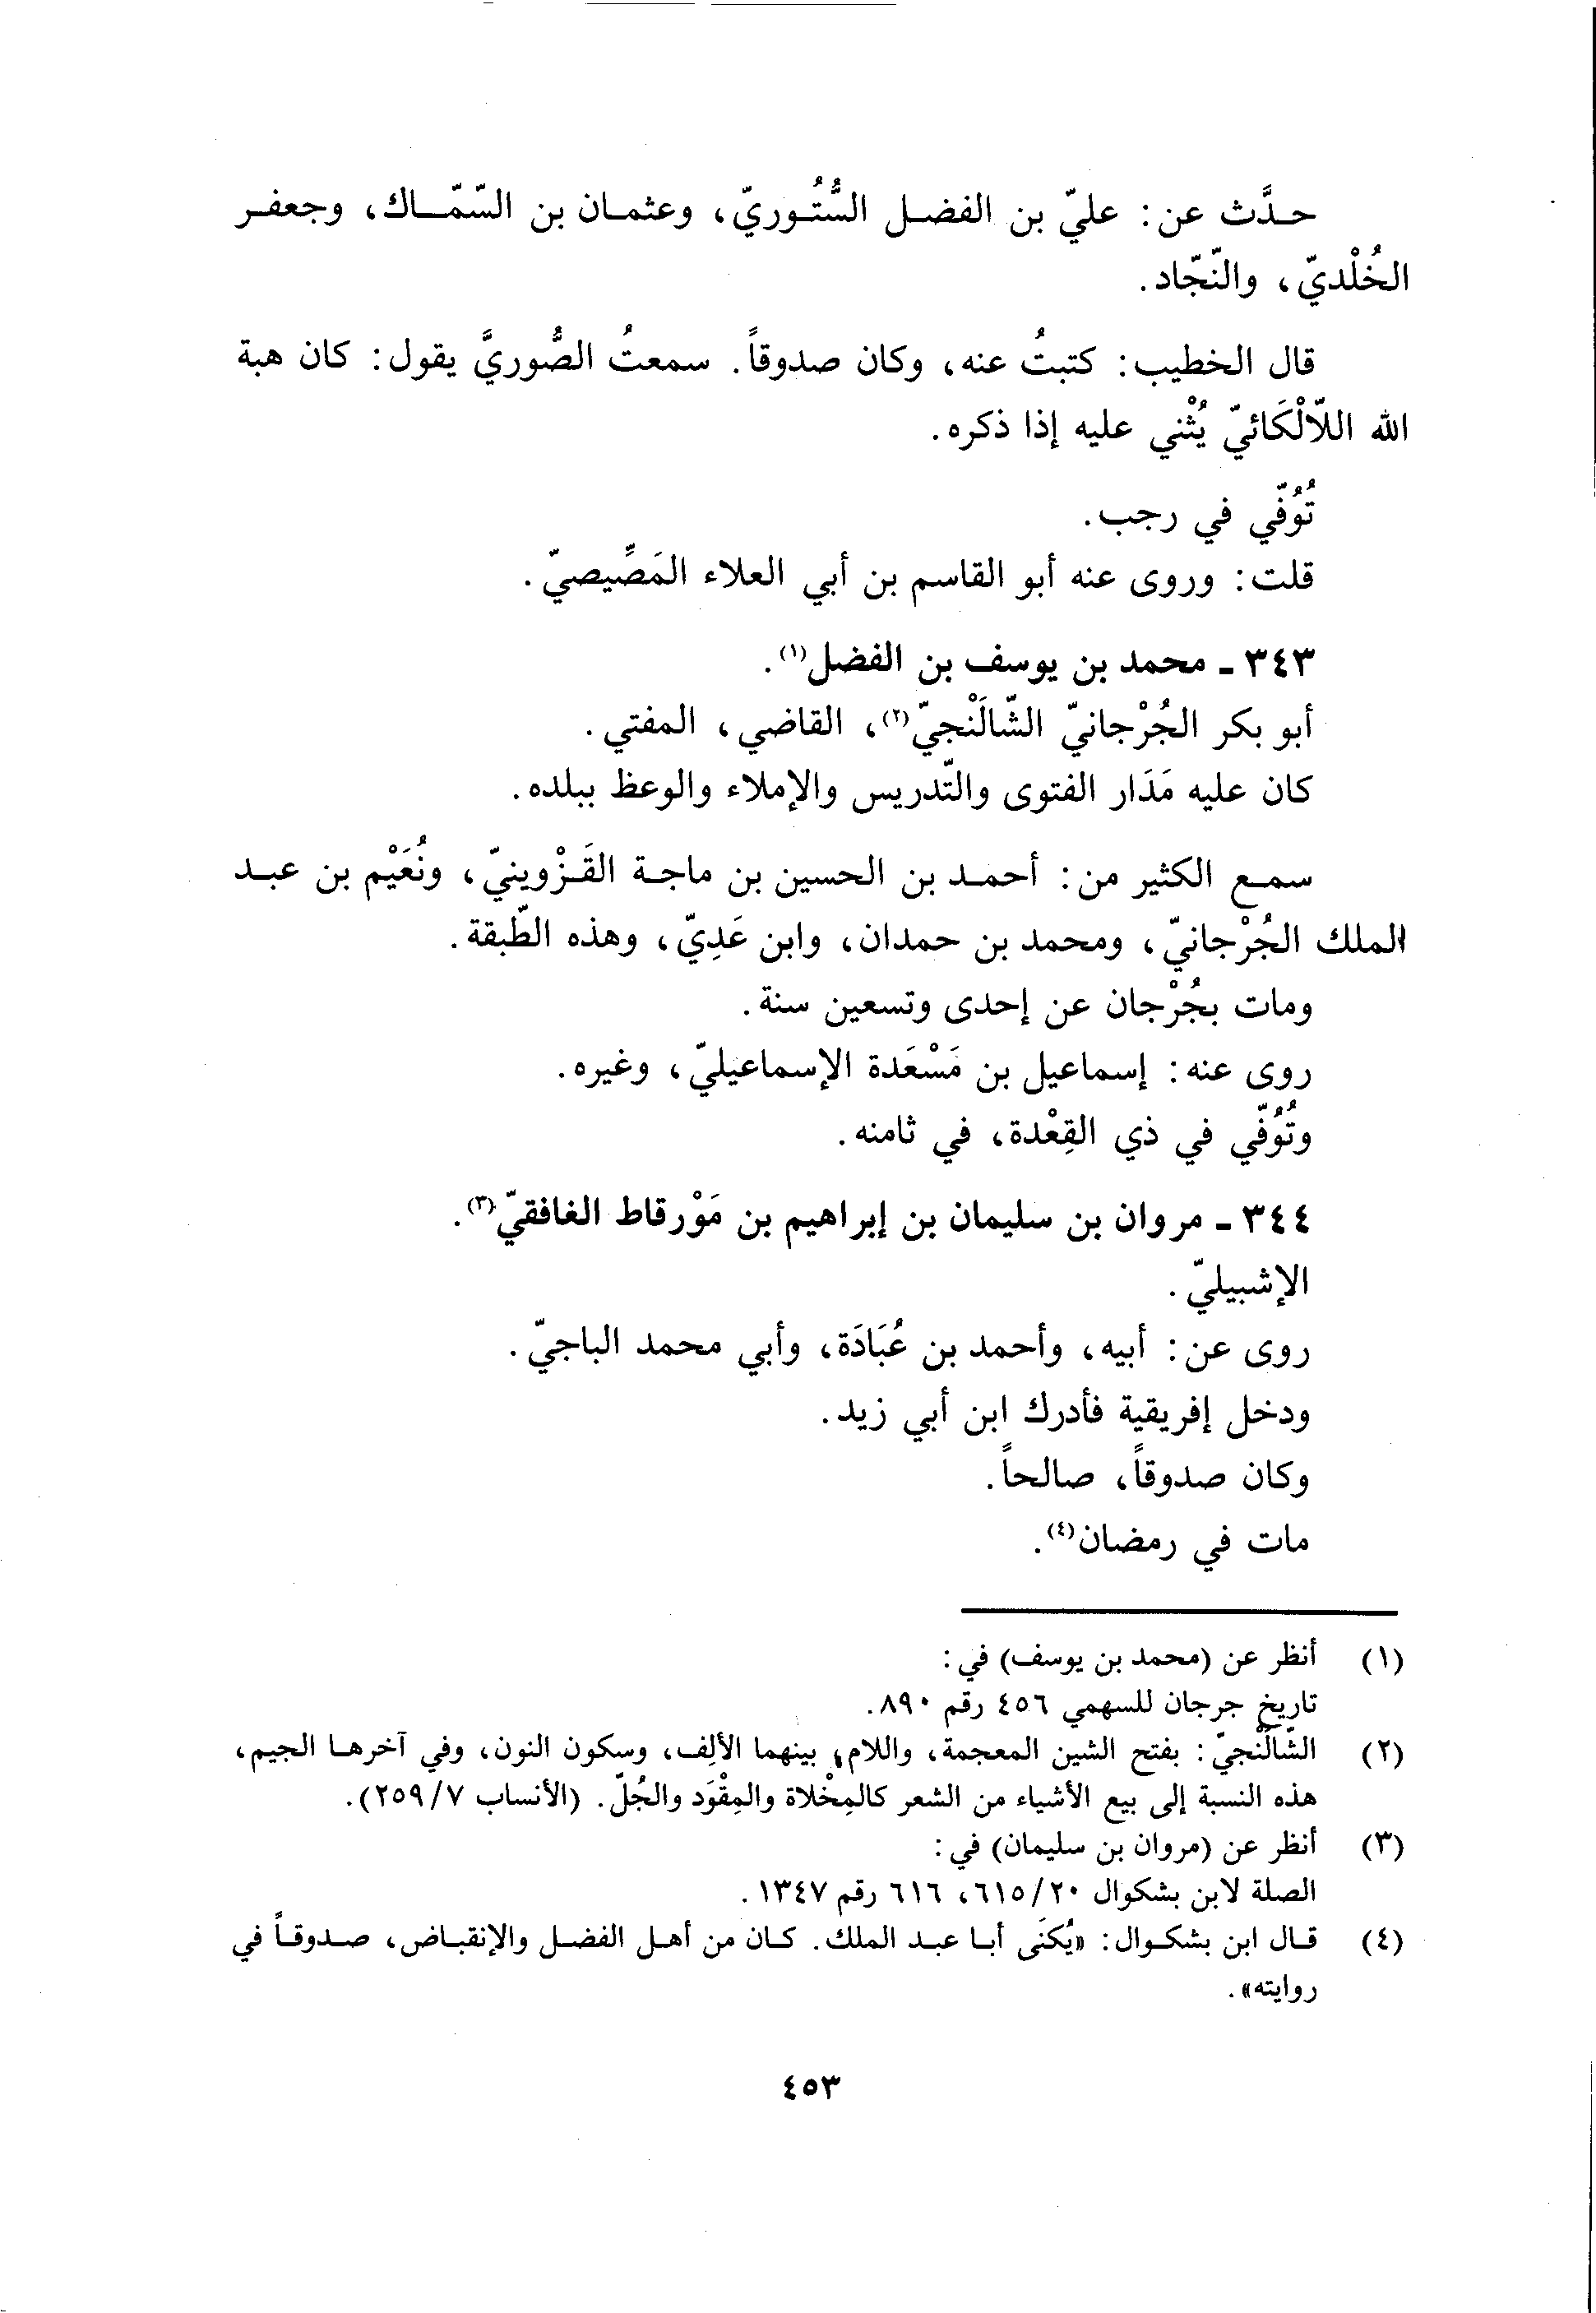 حدَّث عن: عليّ بن الفضل السُّتُوريّ، وعثمان بن السّمّاك، وجعفر
الخُلْديّ، والنّجّاد.
قال الخطيب: كتبتُ عنه، وكان صدوقاً. سمعتُ الصُّوريَّ يقول: كان هبة
الله اللّالْكَائيّ يُثْني عليه إذا ذكره.
تُوُفّي في رجب.
قلت: وروى عنه أبو القاسم بن أبي العلاء المَصِّيصيّ.
٣٤٣ ـ محمد بن يوسف بن الفضل(١).
أبو بكر الجُرْجانيّ الشّالَنْجيّ(٢)، القاضي، المفتي.
كان عليه مَدَار الفتوى والتّدريس والإملاء والوعظ ببلده.
سمع الكثير من: أحمد بن الحسين بن ماجة القَزْوينيّ، ونُعَيْم بن عبد
الملك الجُرْجانيّ، ومحمد بن حمدان، وابن عَدِيّ، وهذه الطّبقة.
ومات بجُرْجان عن إحدى وتسعين سنة.
روى عنه: إسماعيل بن مَسْعَدة الإسماعيليّ، وغيره.
وتُوُفّي في ذي القِعْدة، في ثامنه.
٣٤٤ ـ مروان بن سليمان بن إبراهيم بن مَوْرقاط الغافقيّ(٣).
الإشبيليّ.
روى عن: أبيه، وأحمد بن عُبَادَة، وأبي محمد الباجيّ.
ودخل إفريقية فأدرك ابن أبي زيد.
وكان صدوقاً، صالحاً.
مات في رمضان(٤).
(١) أنظر عن (محمد بن يوسف) في:
تاريخ جرجان للسهمي ٤٥٦ رقم ٨٩٠.
(٢) الشّالَنْجيّ: بفتح الشين المعجمة، واللام، بينهما الألِف، وسكون النون، وفي آخرها الجيم،
هذه النسبة إلى بيع الأشياء من الشعر كالمِخْلاة والمِقْوَد والجُلّ. (الأنساب ٢٥٩/٧).
(٣) أنظر عن (مروان بن سليمان) في:
الصلة لابن بشكوال ٦١٥/٢٠، ٦١٦ رقم ١٣٤٧.
(٤) قال ابن بشكوال: «يُكنَى أبا عبد الملك. كان من أهل الفضل والإنقباض، صدوقاً في
روايته».
٤٥٣